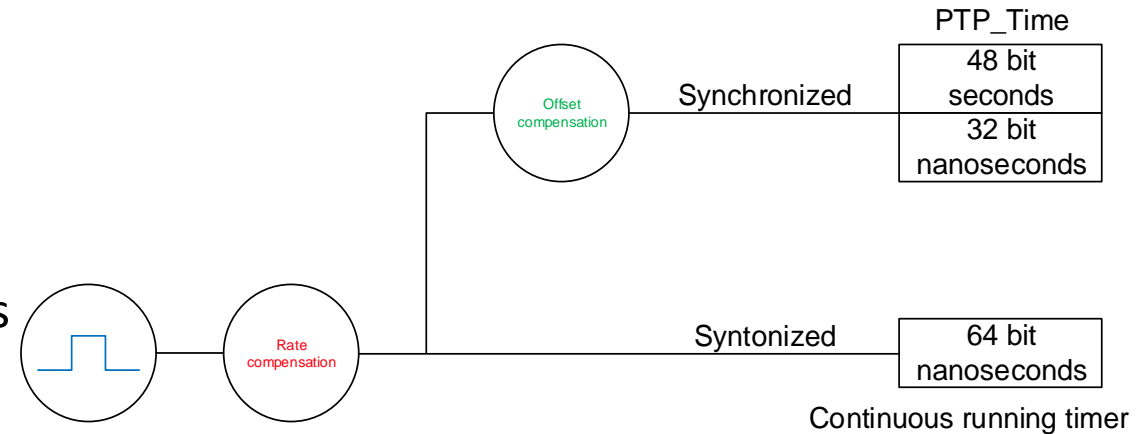 PTP_Time
48 bit
seconds
32 bit
nanoseconds
Offset
compensation
Synchronized
s
Rate
compensation
Syntonized
64 bit
nanoseconds
Continuous running timer